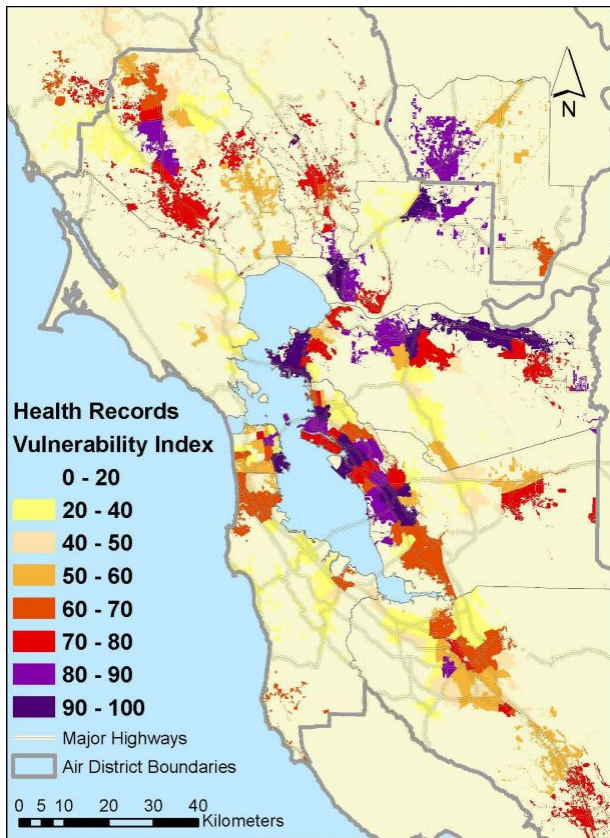 N
Health Records
Vulnerability Index
0 - 20
20 - 40
40 - 50
50 - 60
60 - 70
70 - 80
80 - 90
90 - 100
Major Highways
Air District Boundaries
0 5 10 20 30 40
Kilometers